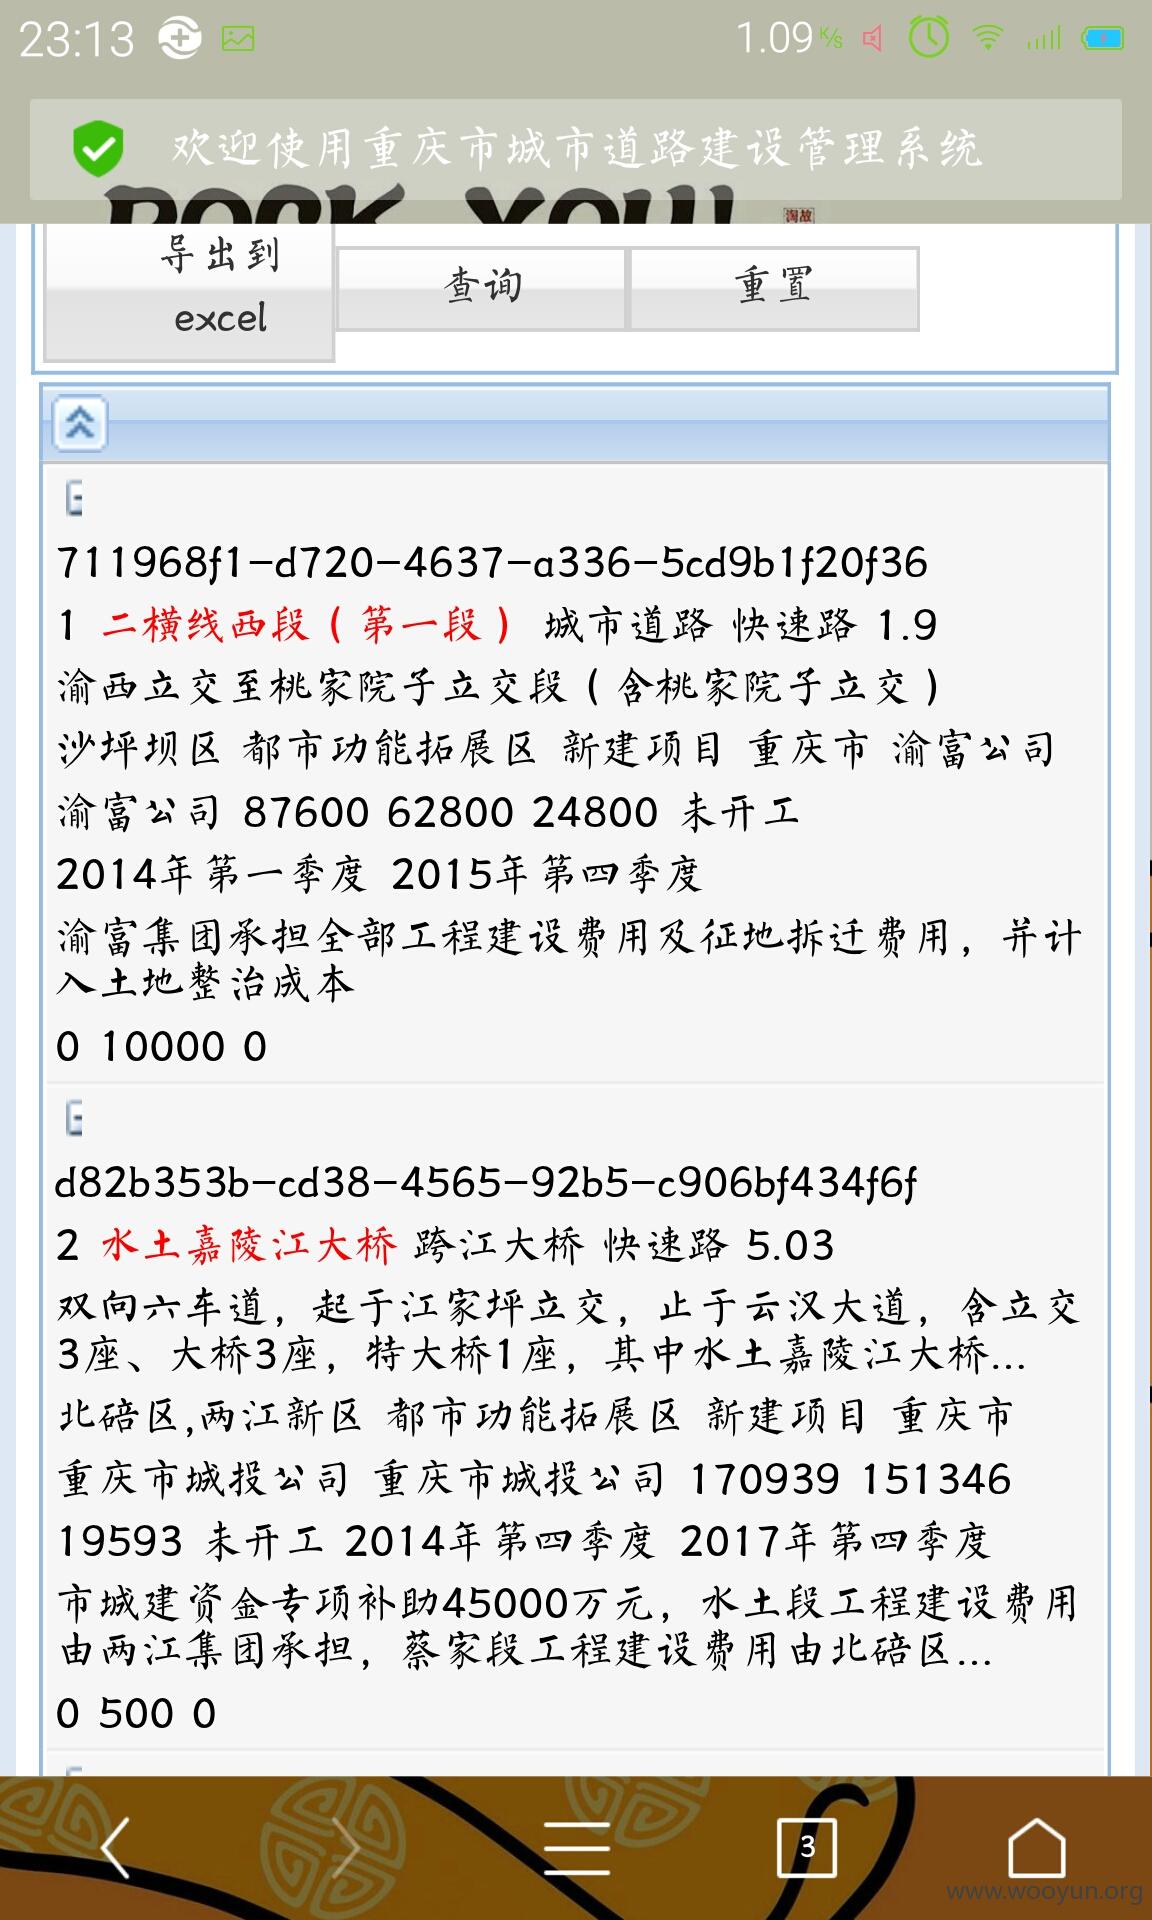 23:13
1.09 K/s
欢迎使用重庆市城市道路建设管理系统
ROCK YOU!
淘故
导出到
excel
查询
重置
711968f1-d720-4637-a336-5cd9b1f20f36
1 二横线西段（第一段） 城市道路 快速路 1.9
渝西立交至桃家院子立交段（含桃家院子立交）
沙坪坝区 都市功能拓展区 新建项目 重庆市 渝富公司
渝富公司 87600 62800 24800 未开工
2014年第一季度 2015年第四季度
渝富集团承担全部工程建设费用及征地拆迁费用，并计
入土地整治成本
0 10000 0
d82b353b-cd38-4565-92b5-c906bf434f6f
2 水土嘉陵江大桥 跨江大桥 快速路 5.03
双向六车道，起于江家坪立交，止于云汉大道，含立交
3座、大桥3座，特大桥1座，其中水土嘉陵江大桥...
北碚区,两江新区 都市功能拓展区 新建项目 重庆市
重庆市城投公司 重庆市城投公司 170939 151346
19593 未开工 2014年第四季度 2017年第四季度
市城建资金专项补助45000万元，水土段工程建设费用
由两江集团承担，蔡家段工程建设费用由北碚区...
0 500 0
3
www.wooyun.org